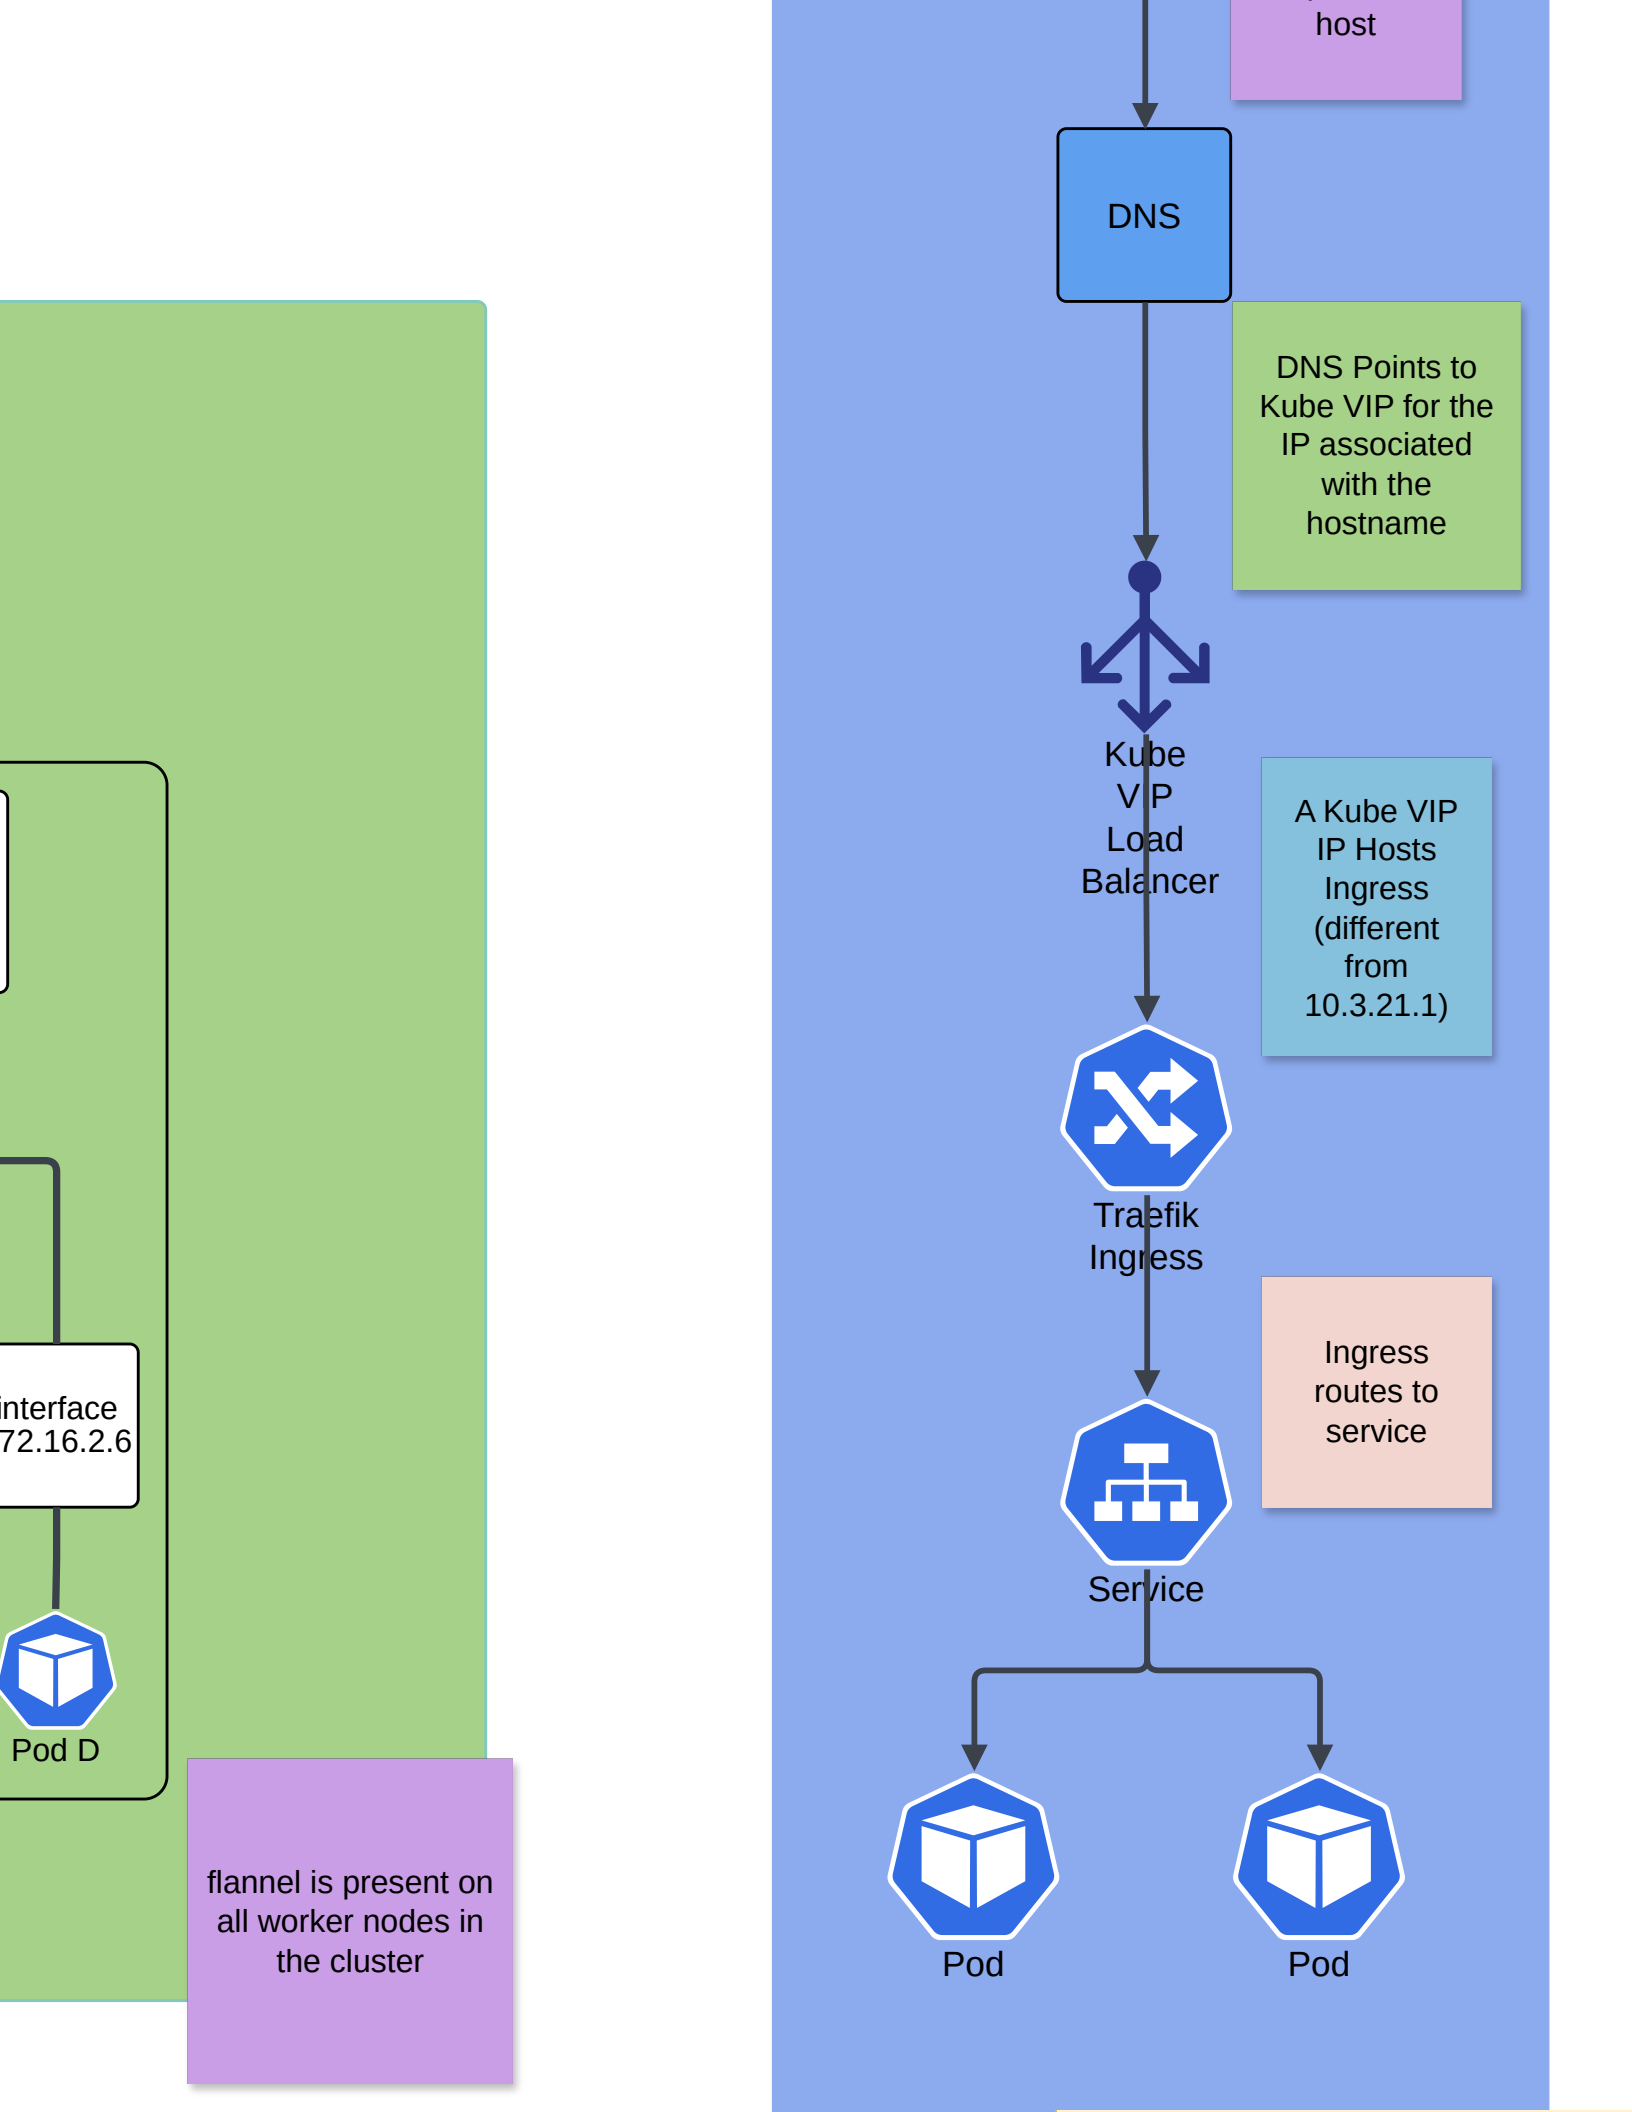 host
DNS
DNS Points to
Kube VIP for the
IP associated
with the
hostname
Kube
VIP
Load
Balancer
A Kube VIP
IP Hosts
Ingress
(different
from
10.3.21.1)
Traefik
Ingress
Ingress
routes to
service
Service
Pod
Pod
interface
72.16.2.6
Pod D
flannel is present on
all worker nodes in
the cluster